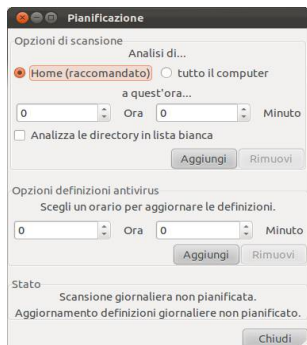 Pianificazione
Opzioni di scansione
Analisi di...
Home (raccomandato) tutto il computer
a quest'ora...
0 Ora 0 Minuto
Analizza le directory in lista bianca
Aggiungi Rimuovi
Opzioni definizioni antivirus
Scegli un orario per aggiornare le definizioni.
0 Ora 0 Minuto
Aggiungi Rimuovi
Stato
Scansione giornaliera non pianificata.
Aggiornamento definizioni giornaliere non pianificato.
Chiudi